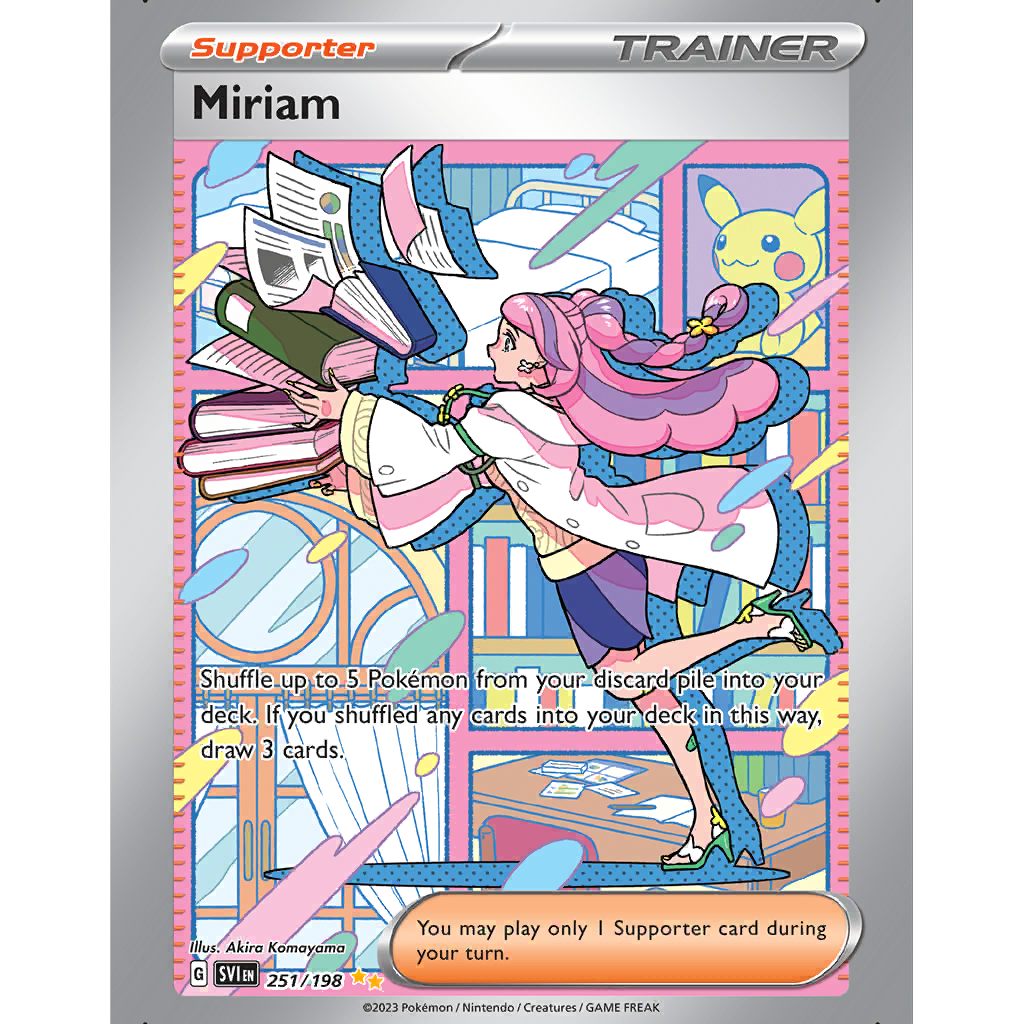 Supporter TRAINER
Miriam
Shuffle up to 5 Pokémon from your discard pile into your
deck. If you shuffled any cards into your deck in this way,
draw 3 cards.
You may play only 1 Supporter card during
your turn.
Illus. Akira Komayama
G SVI EN 251/198
©2023 Pokémon / Nintendo / Creatures / GAME FREAK